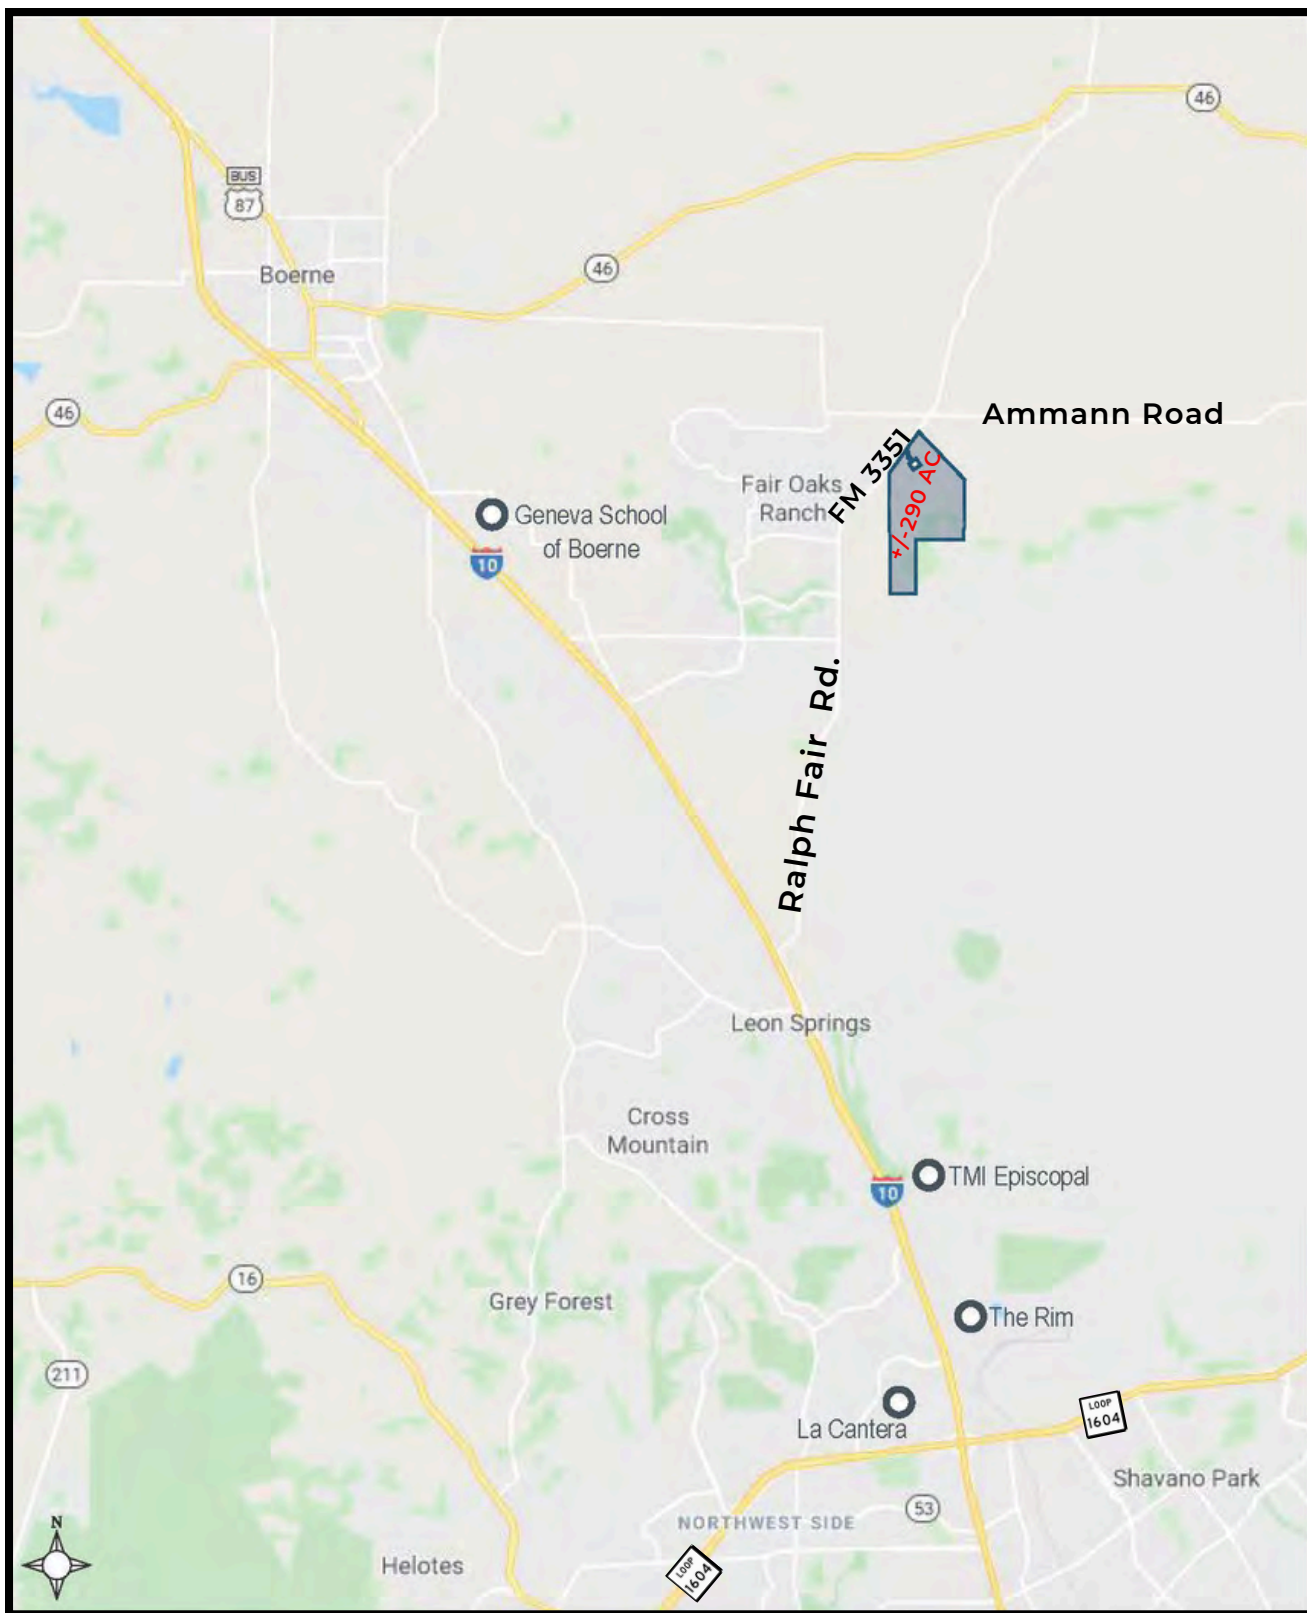 46
BUS
87
Boerne
46
46
Ammann Road
FM 3351
+/-290 AC
Fair Oaks
Ranch
Geneva School
of Boerne
10
Ralph Fair Rd.
Leon Springs
Cross
Mountain
TMI Episcopal
10
16
Grey Forest
The Rim
211
La Cantera
LOOP
1604
Shavano Park
53
NORTHWEST SIDE
N
Helotes
LOOP
1604